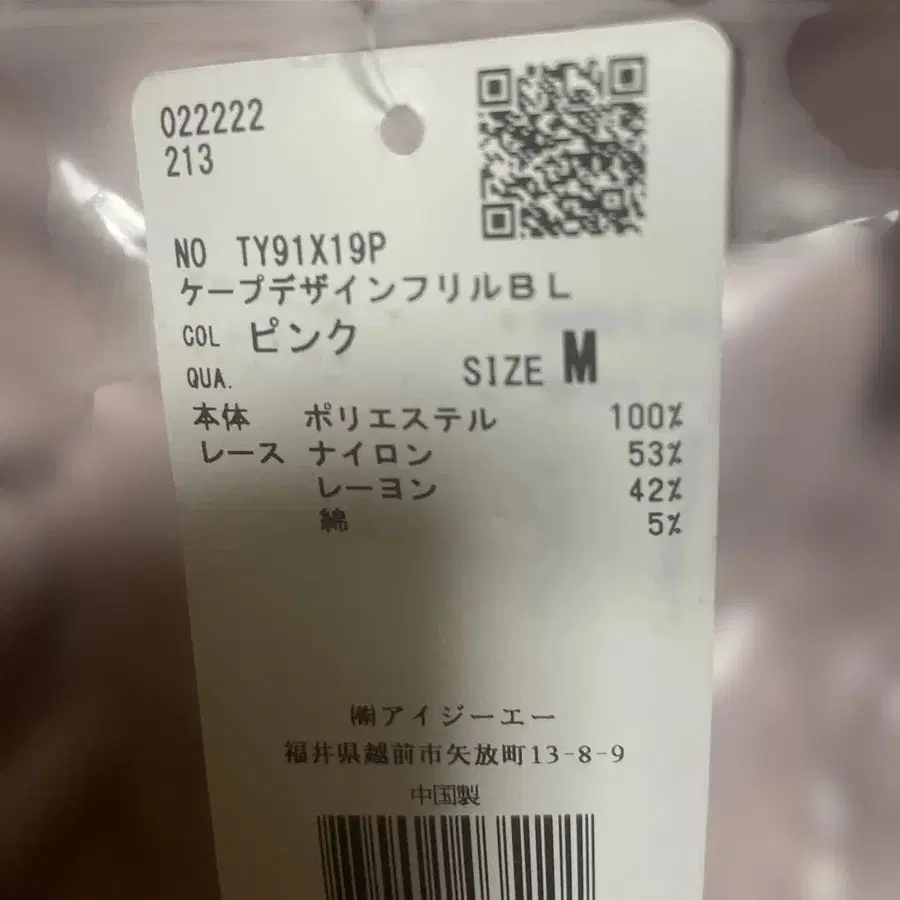 022222
213
NO TY91X19P
ケープデザインフリルBL
COL ピンク
SIZE M
QUA.
本体 ポリエステル 100%
レース ナイロン 53%
レーヨン 42%
綿 5%
㈱アイジーエー
福井県越前市矢放町13-8-9
中国製